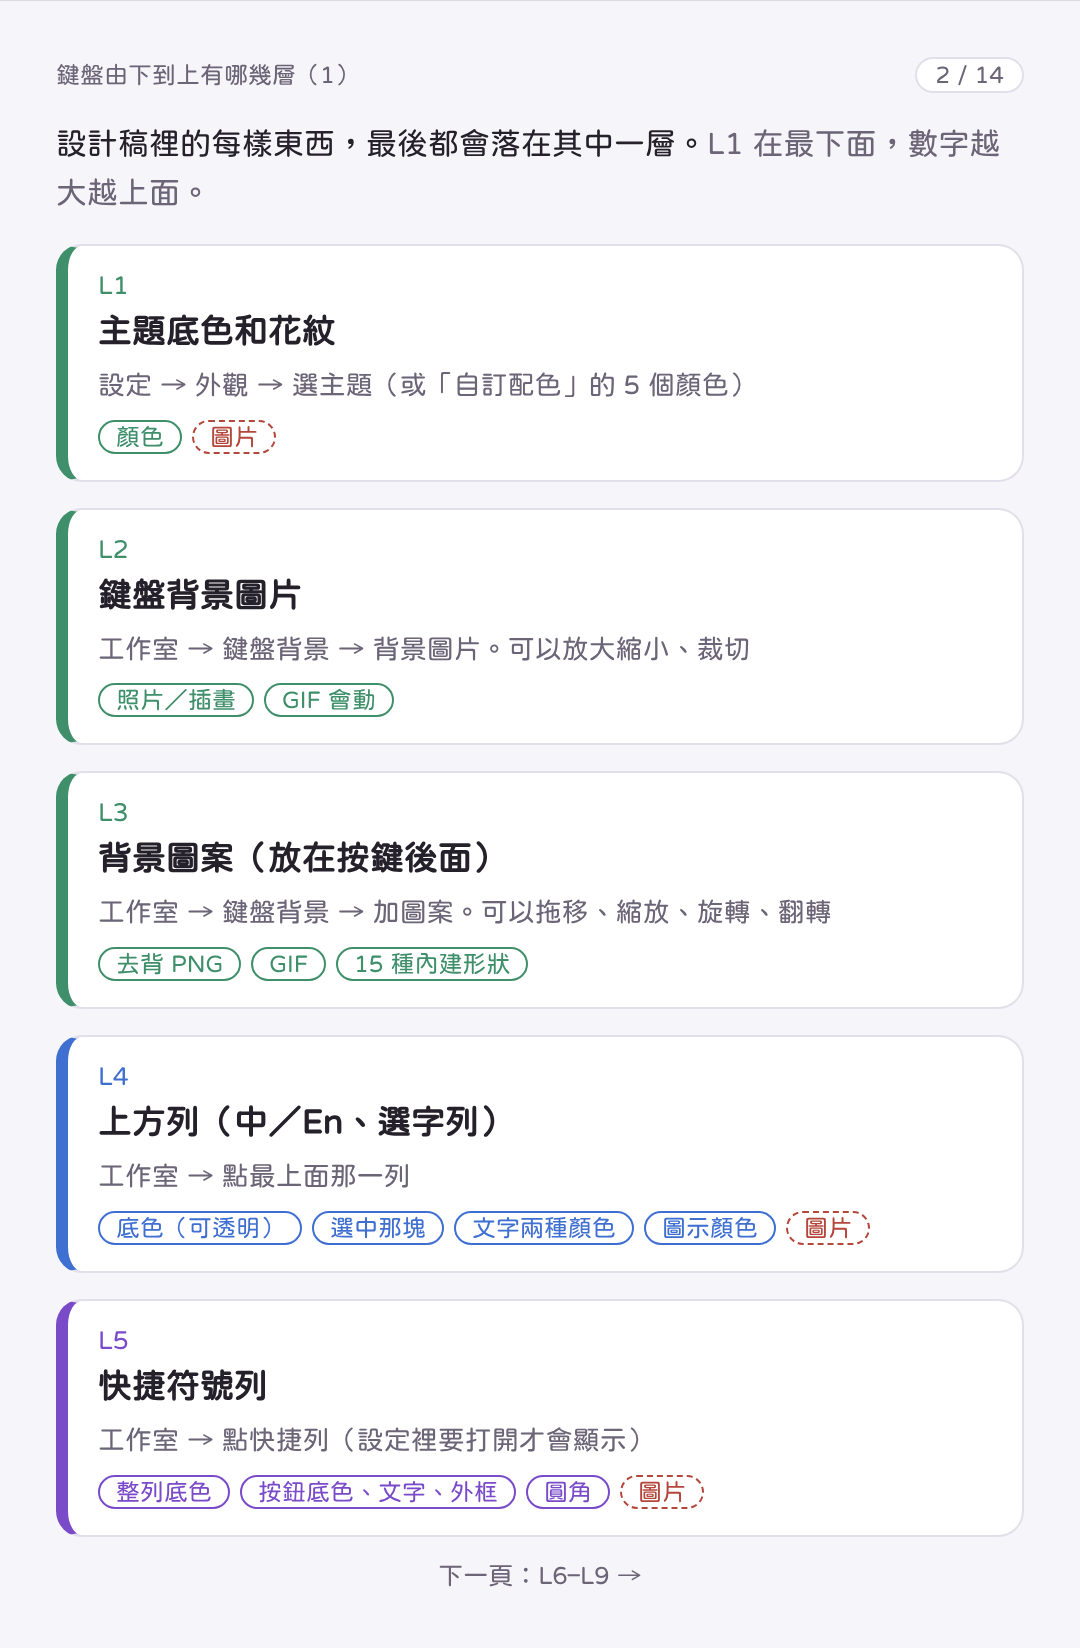 鍵盤由下到上有哪幾層（1）
2 / 14
設計稿裡的每樣東西，最後都會落在其中一層。L1 在最下面，數字越
大越上面。
L1
主題底色和花紋
設定 → 外觀 → 選主題（或「自訂配色」的 5 個顏色）
顏色 圖片
L2
鍵盤背景圖片
工作室 → 鍵盤背景 → 背景圖片。可以放大縮小、裁切
照片／插畫 GIF 會動
L3
背景圖案（放在按鍵後面）
工作室 → 鍵盤背景 → 加圖案。可以拖移、縮放、旋轉、翻轉
去背 PNG GIF 15 種內建形狀
L4
上方列（中／En、選字列）
工作室 → 點最上面那一列
底色（可透明） 選中那塊 文字兩種顏色 圖示顏色 圖片
L5
快捷符號列
工作室 → 點快捷列（設定裡要打開才會顯示）
整列底色 按鈕底色、文字、外框 圓角 圖片
下一頁：L6–L9 →